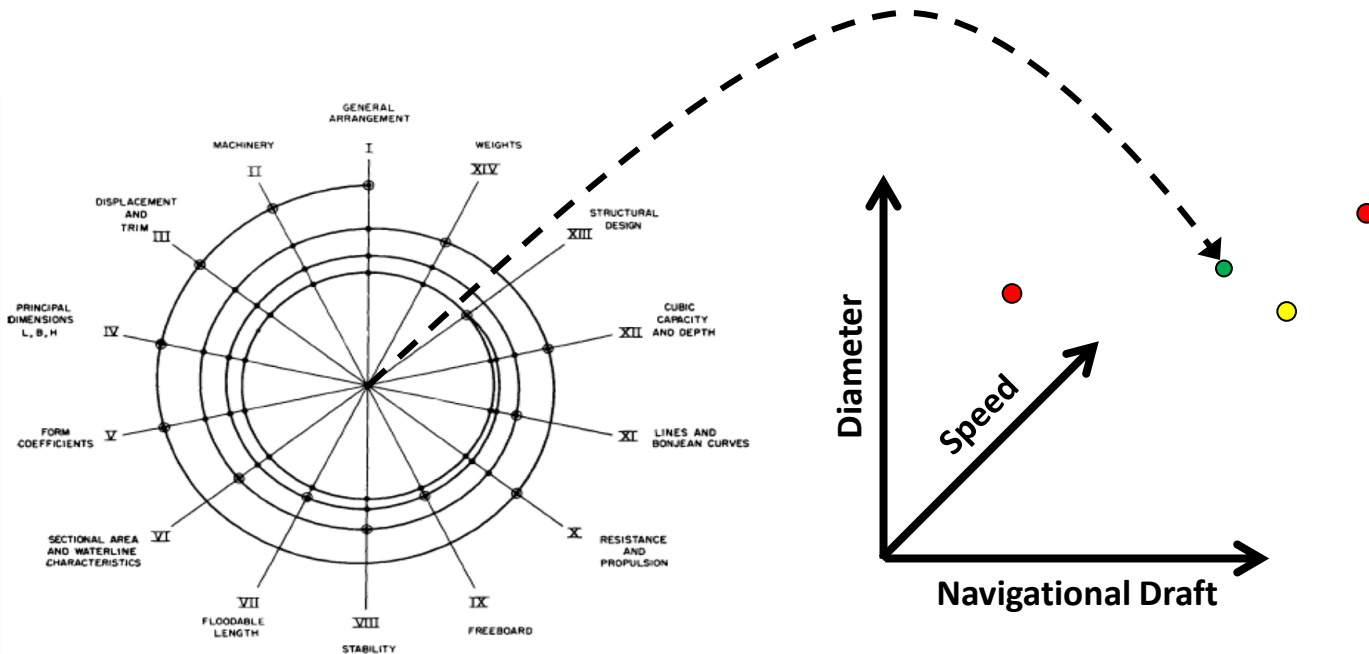 GENERAL
ARRANGEMENT
I
MACHINERY
II
WEIGHTS
XIV
DISPLACEMENT
AND
TRIM
III
STRUCTURAL
DESIGN
XIII
PRINCIPAL
DIMENSIONS
L, B, H
IV
CUBIC
CAPACITY
AND DEPTH
XII
FORM
COEFFICIENTS
V
LINES AND
BONJEAN CURVES
XI
SECTIONAL AREA
AND WATERLINE
CHARACTERISTICS
VI
RESISTANCE
AND
PROPULSION
X
VII
FLOODABLE
LENGTH
VIII
STABILITY
IX
FREEBOARD
Diameter
Speed
Navigational Draft